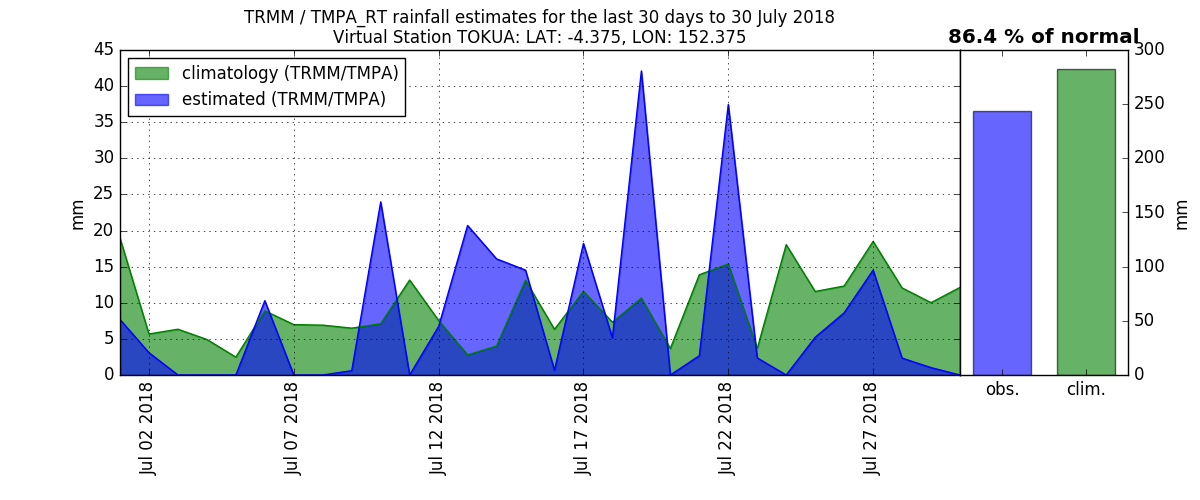 TRMM / TMPA_RT rainfall estimates for the last 30 days to 30 July 2018
Virtual Station TOKUA: LAT: -4.375, LON: 152.375
86.4 % of normal
climatology (TRMM/TMPA)
estimated (TRMM/TMPA)
mm
45
40
35
30
25
20
15
10
5
0
Jul 02 2018
Jul 07 2018
Jul 12 2018
Jul 17 2018
Jul 22 2018
Jul 27 2018
300
250
200
150
100
50
0
mm
obs.
clim.